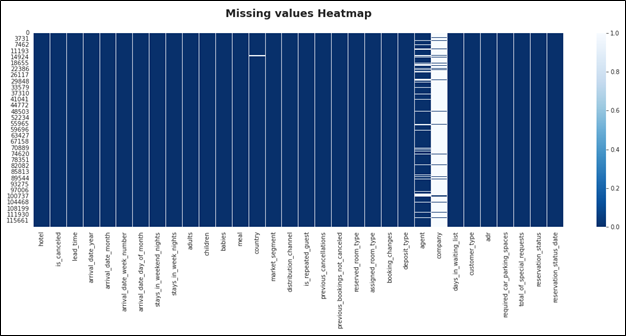 Missing values Heatmap
0
3731
7462
11193
14924
18655
22386
26117
29848
33579
37310
41041
44772
48503
52234
55965
59696
63427
67158
70889
74620
78351
82082
85813
89544
93275
97006
100737
104468
108199
111930
115661
1.0
0.8
0.6
0.4
0.2
0.0
hotel
is_canceled
lead_time
arrival_date_year
arrival_date_month
arrival_date_week_number
arrival_date_day_of_month
stays_in_weekend_nights
stays_in_week_nights
adults
children
babies
meal
country
market_segment
distribution_channel
is_repeated_guest
previous_cancellations
previous_bookings_not_canceled
reserved_room_type
assigned_room_type
booking_changes
deposit_type
agent
company
days_in_waiting_list
customer_type
adr
required_car_parking_spaces
total_of_special_requests
reservation_status
reservation_status_date